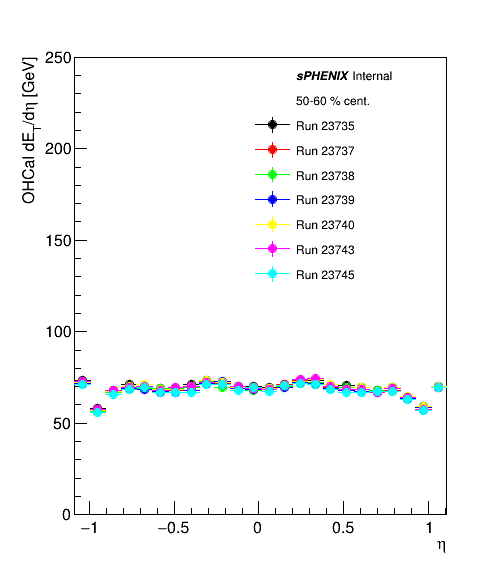 OHCal dE_T/dη [GeV]
250
200
150
100
50
0
sPHENIX Internal
50-60 % cent.
Run 23735
Run 23737
Run 23738
Run 23739
Run 23740
Run 23743
Run 23745
−1
−0.5
0
0.5
1
η